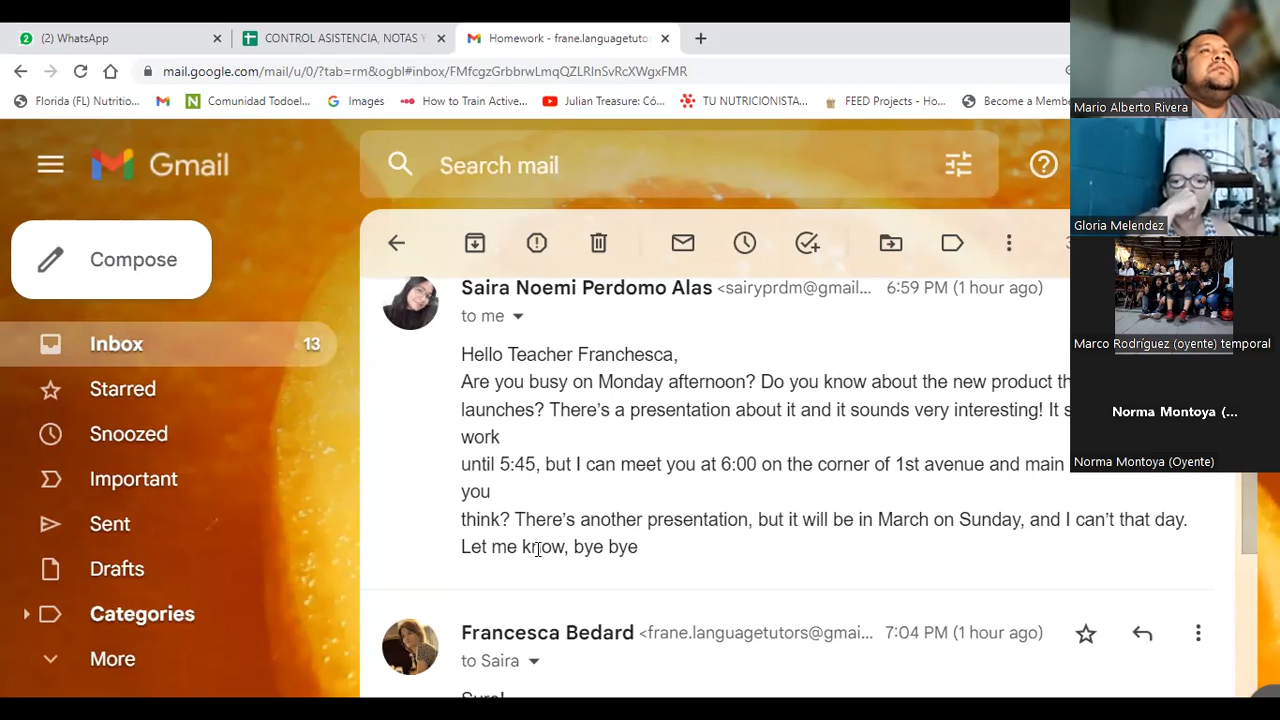 (2) WhatsApp
CONTROL ASISTENCIA, NOTAS Y
Homework - frane.languagetutor
mail.google.com/mail/u/0/?tab=rm&ogbl#inbox/FMfcgzGrbbrwLmqQZLRlnSvRcXWgxFMR
Florida (FL) Nutritio...
Comunidad Todoel...
Images
How to Train Active...
Julian Treasure: Có...
TU NUTRICIONISTA...
FEED Projects - Ho...
Become a Membe
Gmail
Search mail
Compose
Inbox 13
Starred
Snoozed
Important
Sent
Drafts
Categories
More
Saira Noemi Perdomo Alas <sairyprdm@gmail... 6:59 PM (1 hour ago)
to me
Hello Teacher Franchesca,
Are you busy on Monday afternoon? Do you know about the new product th
launches? There's a presentation about it and it sounds very interesting! It s
work
until 5:45, but I can meet you at 6:00 on the corner of 1st avenue and main
you
think? There's another presentation, but it will be in March on Sunday, and I can't that day.
Let me know, bye bye
Francesca Bedard <frane.languagetutors@gmai... 7:04 PM (1 hour ago)
to Saira
Sure!
Mario Alberto Rivera
Gloria Melendez
Marco Rodríguez (oyente) temporal
Norma Montoya (...
Norma Montoya (Oyente)